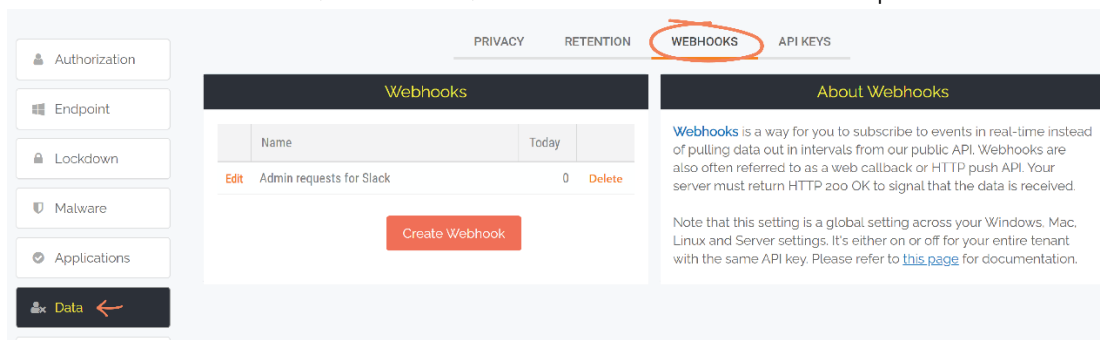 PRIVACY RETENTION WEBHOOKS API KEYS
Authorization
Endpoint
Lockdown
Malware
Applications
Data
Webhooks
Name Today
Edit Admin requests for Slack 0 Delete
Create Webhook
About Webhooks
Webhooks is a way for you to subscribe to events in real-time instead
of pulling data out in intervals from our public API. Webhooks are
also often referred to as a web callback or HTTP push API. Your
server must return HTTP 200 OK to signal that the data is received.
Note that this setting is a global setting across your Windows, Mac,
Linux and Server settings. It's either on or off for your entire tenant
with the same API key. Please refer to this page for documentation.